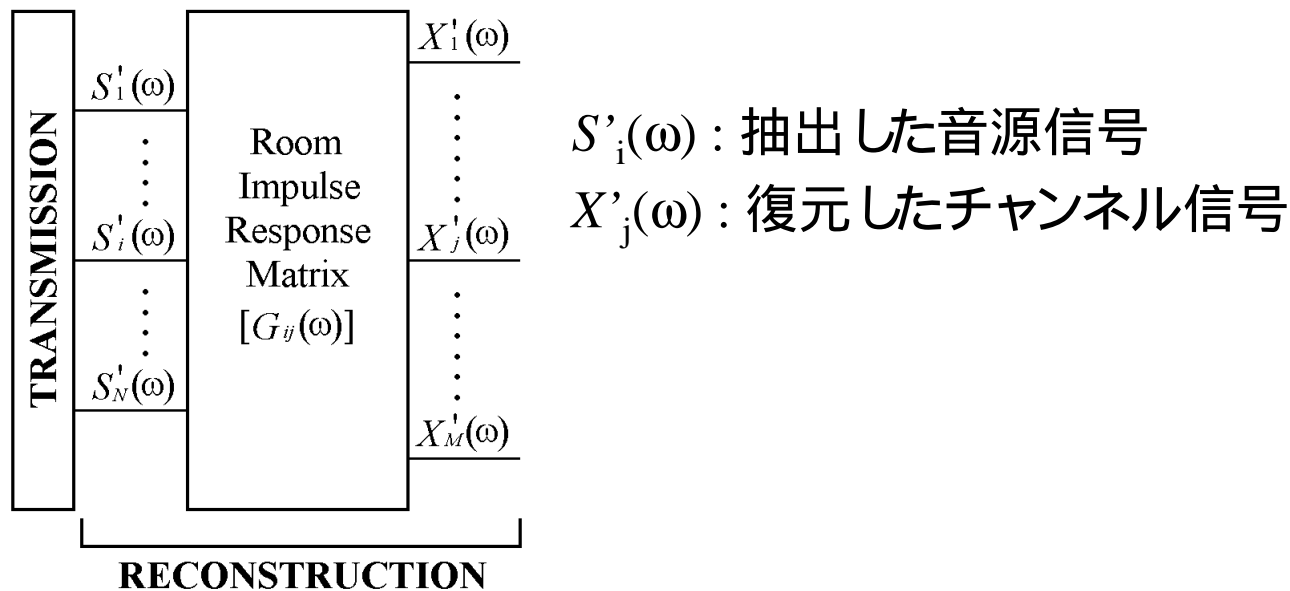 TRANSMISSION
S'1(ω)
S'i(ω)
S'N(ω)
Room
Impulse
Response
Matrix
[Gij(ω)]
X'1(ω)
X'j(ω)
X'M(ω)
RECONSTRUCTION
S’i(ω) : 抽出した音源信号
X’j(ω) : 復元したチャンネル信号